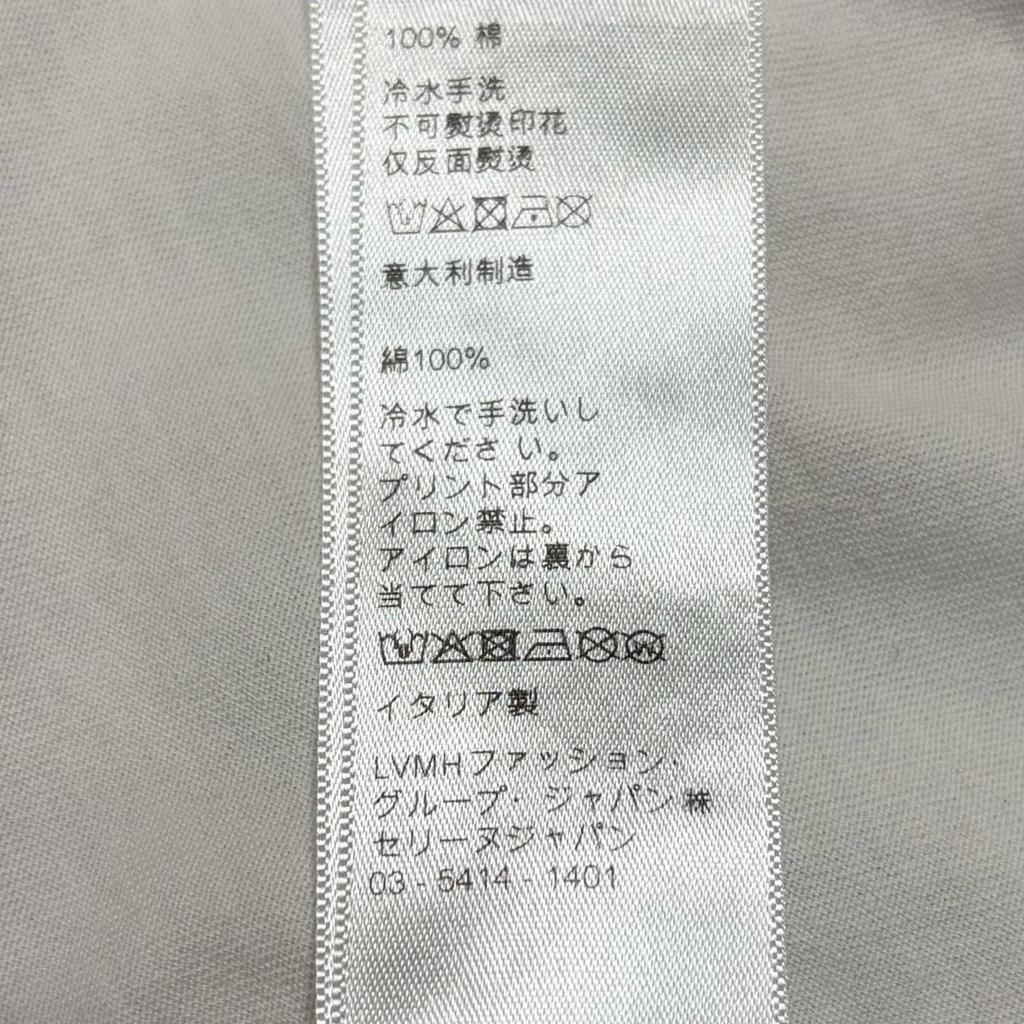 100% 棉
冷水手洗
不可熨烫印花
仅反面熨烫
意大利制造
綿100%
冷水で手洗いし
てくださ い。
プリント部分ア
イロン禁止。
アイロンは裏から
当てて下さい。
W
イタリア製
LVMHファッション・
グループ・ジャパン株
セリーヌジャパン
03 - 5414 - 1401